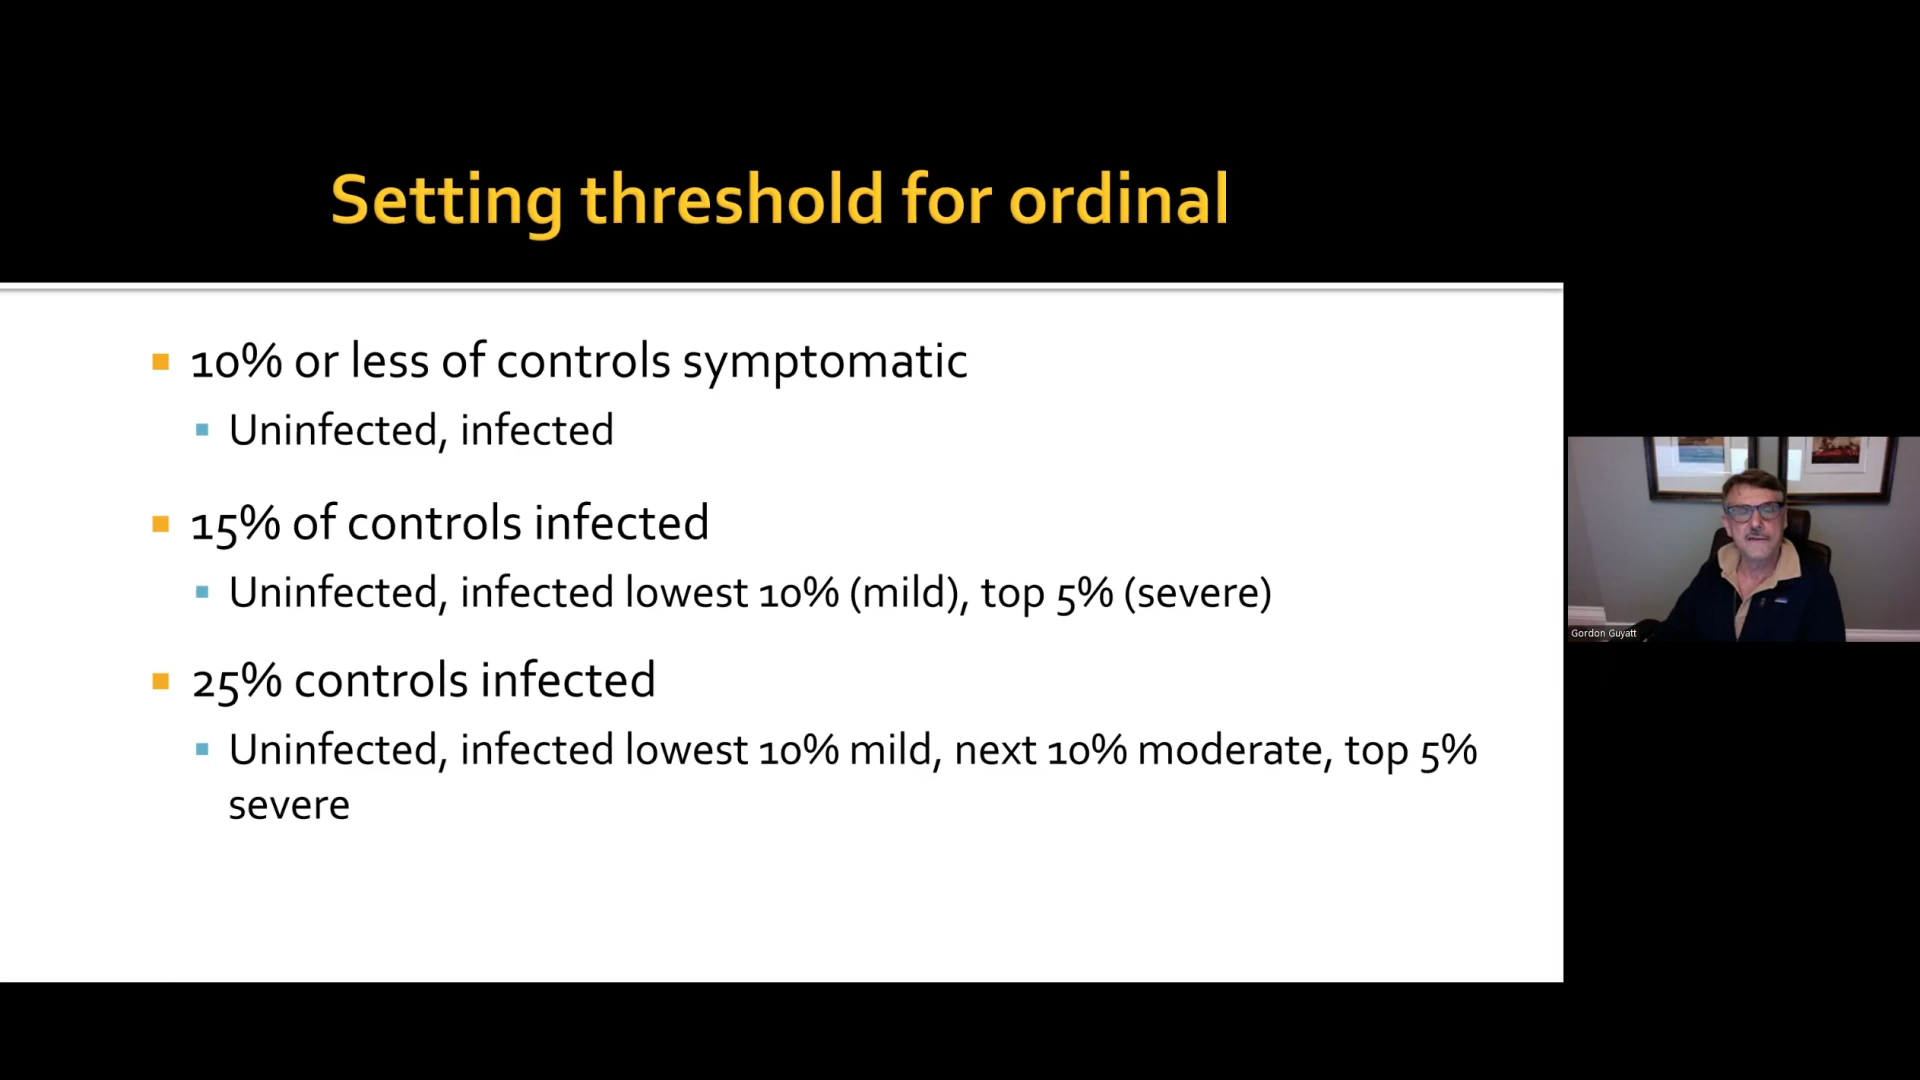 Setting threshold for ordinal
10% or less of controls symptomatic
Uninfected, infected
15% of controls infected
Uninfected, infected lowest 10% (mild), top 5% (severe)
25% controls infected
Uninfected, infected lowest 10% mild, next 10% moderate, top 5%
severe
Gordon Guyatt